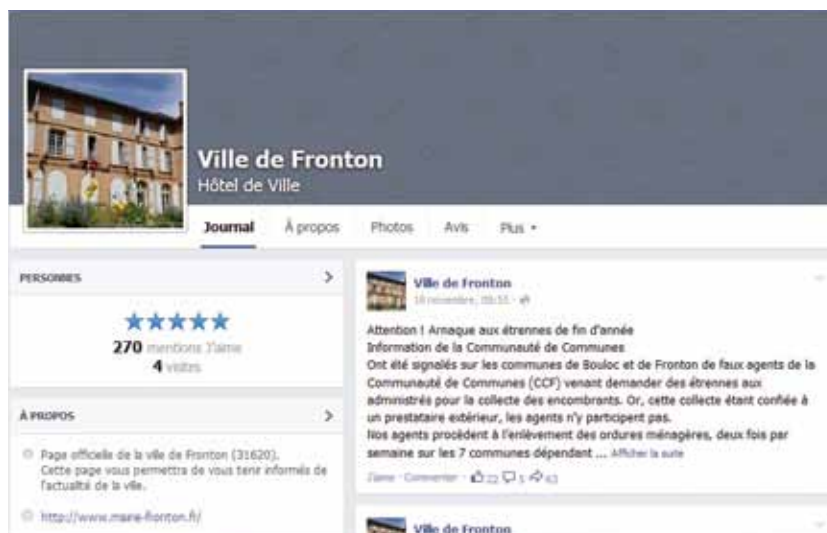 Ville de Fronton
Hôtel de Ville
Journal À propos Photos Avis Plus
PERSONNES
270 mentions J'aime
4 visites
À PROPOS
Page officielle de la ville de Fronton (31620).
Cette page vous permettra de vous tenir informés de
l'actualité de la ville.
http://www.mairie-fronton.fr/
Ville de Fronton
novembre,
Attention ! Arnaque aux étrennes de fin d'année
Information de la Communauté de Communes
Ont été signalés sur les communes de Bouloc et de Fronton de faux agents de la
Communauté de Communes (CCF) venant demander des étrennes aux
administrés pour la collecte des encombrants. Or, cette collecte étant confiée à
un prestataire extérieur, les agents n'y participent pas.
Nos agents procèdent à l'enlèvement des ordures ménagères, deux fois par
semaine sur les 7 communes dépendant ... Afficher la suite
J'aime · Commenter ·
Ville de Fronton